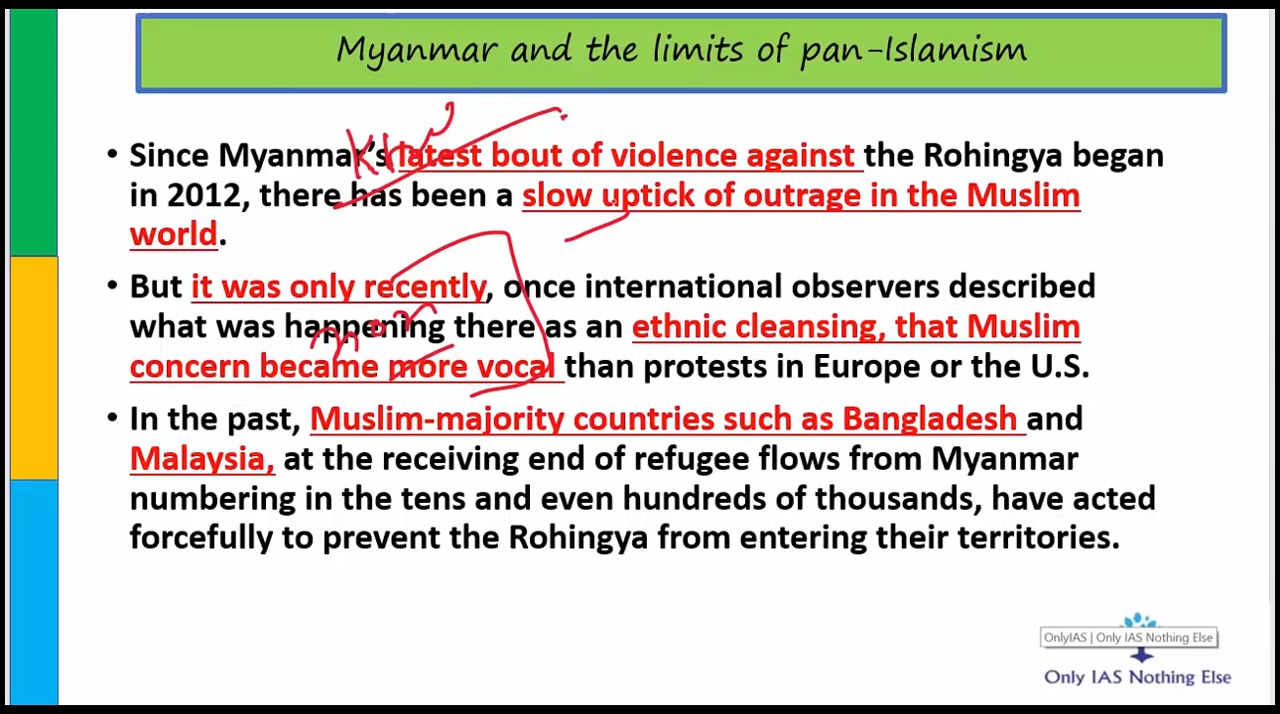 Myanmar and the limits of pan-Islamism
• Since Myanmar's latest bout of violence against the Rohingya began
in 2012, there has been a slow uptick of outrage in the Muslim
world.
• But it was only recently, once international observers described
what was happening there as an ethnic cleansing, that Muslim
concern became more vocal than protests in Europe or the U.S.
• In the past, Muslim-majority countries such as Bangladesh and
Malaysia, at the receiving end of refugee flows from Myanmar
numbering in the tens and even hundreds of thousands, have acted
forcefully to prevent the Rohingya from entering their territories.
OnlyIAS | Only IAS Nothing Else
Only IAS Nothing Else